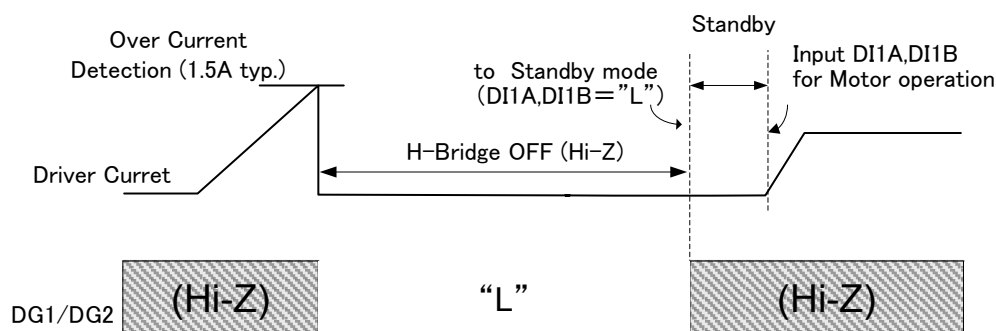 Standby
Over Current
Detection (1.5A typ.)
to Standby mode
(DI1A,DI1B="L")
Input DI1A,DI1B
for Motor operation
H-Bridge OFF (Hi-Z)
Driver Curret
(Hi-Z)
“L”
(Hi-Z)
DG1/DG2